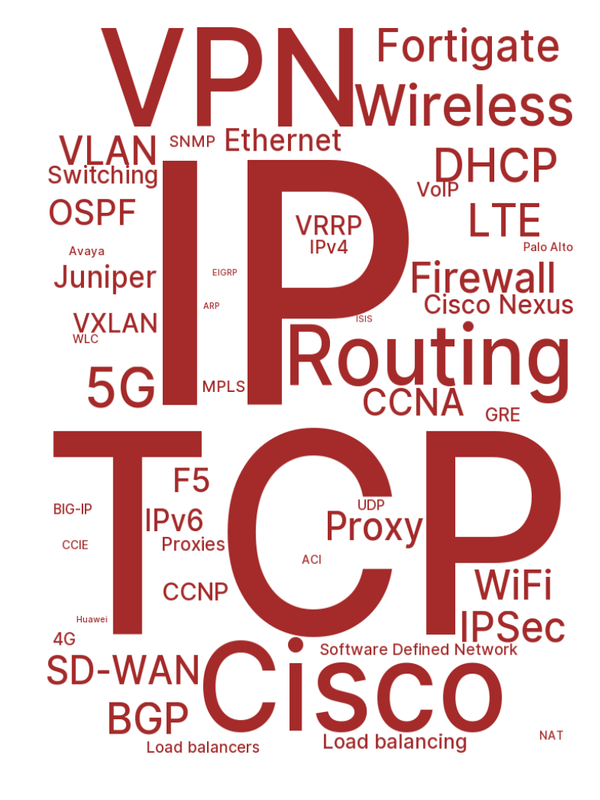 VPN
Fortigate
Wireless
VLAN
SNMP
Ethernet
Switching
DHCP
VoIP
IP
OSPF
VRRP
IPv4
LTE
Palo Alto
Avaya
Juniper
EIGRP
Firewall
Cisco Nexus
ARP
ISIS
VXLAN
WLC
Routing
5G
MPLS
CCNA
GRE
TCP
F5
BIG-IP
IPv6
UDP
Proxy
CCIE
Proxies
ACI
CCNP
WiFi
Huawei
IPSec
4G
Software Defined Network
SD-WAN
Cisco
BGP
NAT
Load balancers
Load balancing